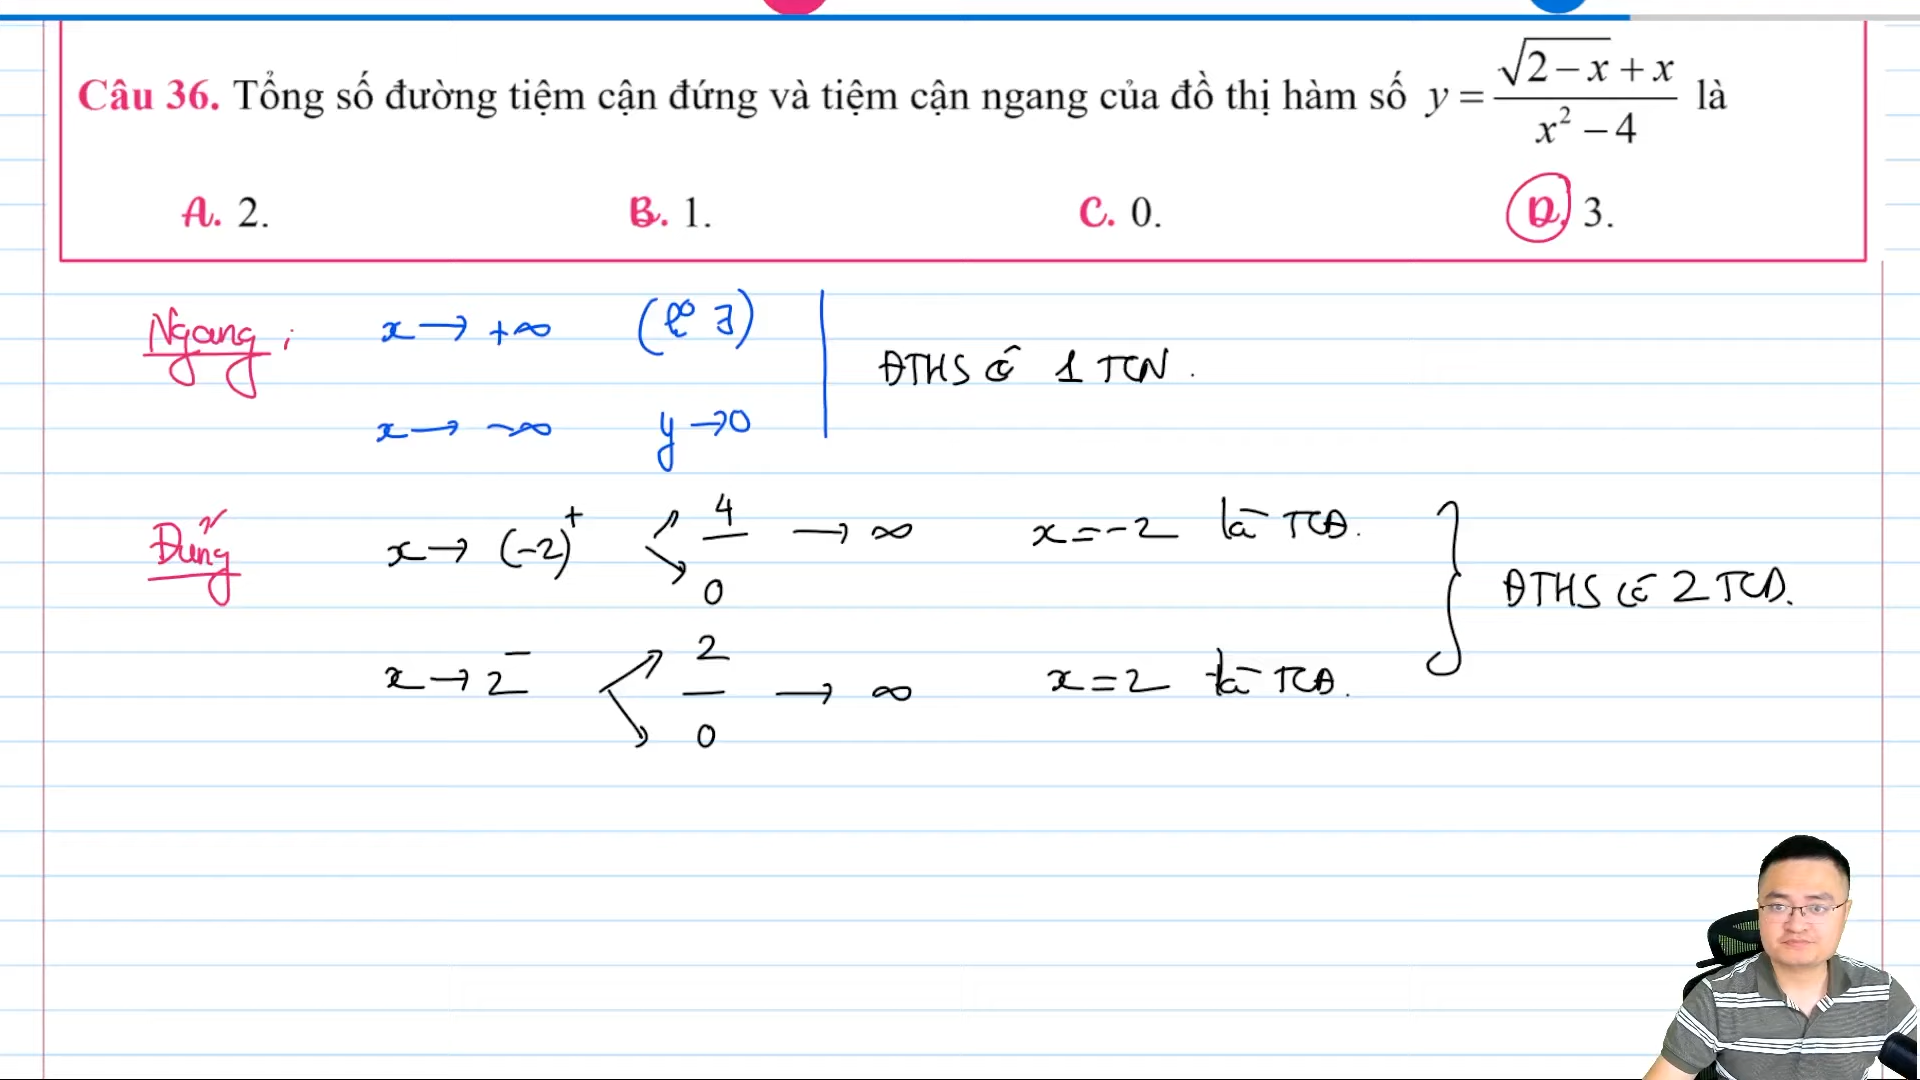 Câu 36. Tổng số đường tiệm cận đứng và tiệm cận ngang của đồ thị hàm số y = (√(2−x) + x)/(x² − 4) là
A. 2. B. 1. C. 0. D. 3.
Ngang : x → +∞ (k° ∃)
ĐTHS có 1 TCN .
x → −∞ y → 0
Đứng x → (−2)⁺ 4/0 → ∞ x = −2 là TCĐ.
ĐTHS có 2 TCĐ.
x → 2⁻ 2/0 → ∞ x = 2 là TCĐ.